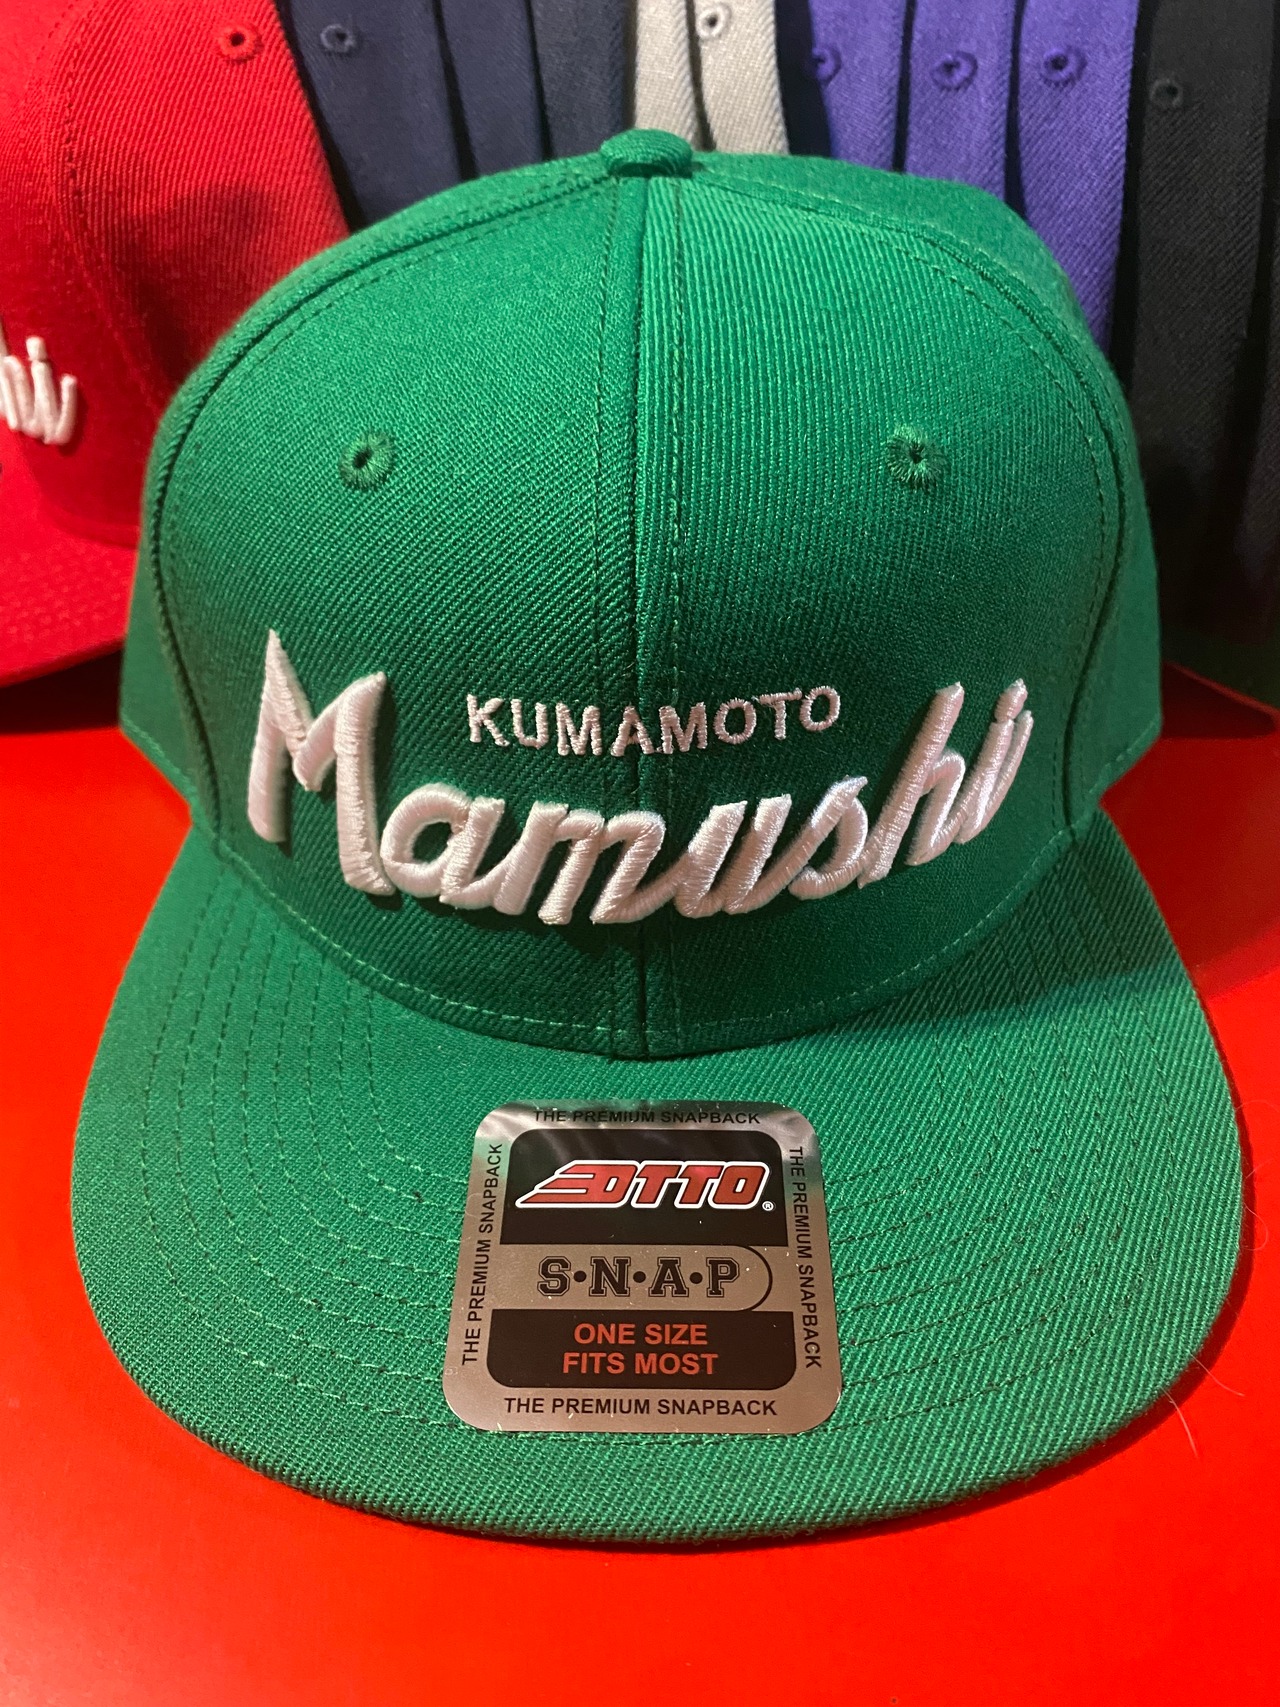 KUMAMOTO
Mamushi
hi
THE PREMIUM SNAPBACK
THE PREMIUM SNAPBACK
THE PREMIUM SNAPBACK
OTTO®
S•N•A•P
ONE SIZE
FITS MOST
THE PREMIUM SNAPBACK